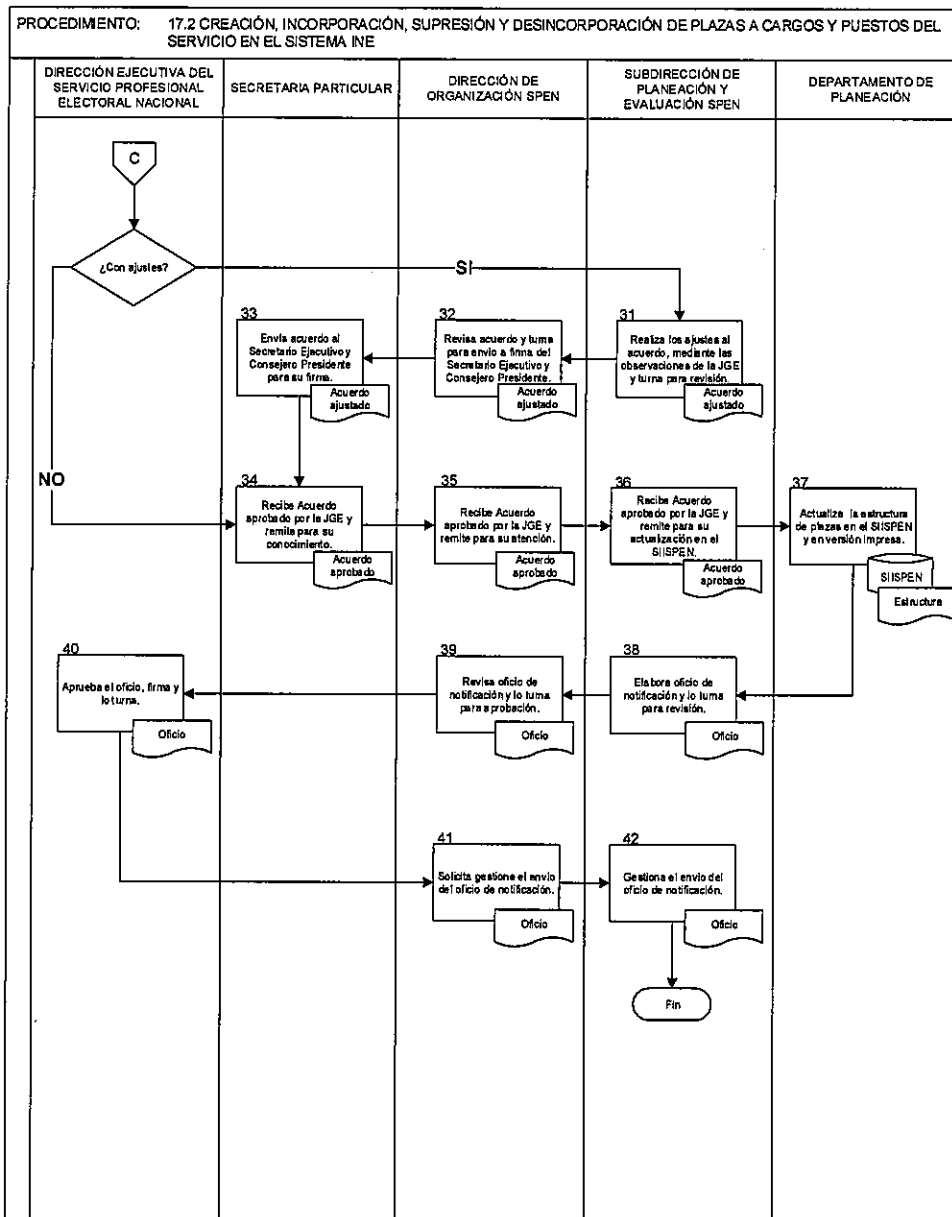 PROCEDIMIENTO: 17.2 CREACIÓN, INCORPORACIÓN, SUPRESIÓN Y DESINCORPORACIÓN DE PLAZAS A CARGOS Y PUESTOS DEL
SERVICIO EN EL SISTEMA INE
DIRECCIÓN EJECUTIVA DEL
SERVICIO PROFESIONAL
ELECTORAL NACIONAL
SECRETARIA PARTICULAR
DIRECCIÓN DE
ORGANIZACIÓN SPEN
SUBDIRECCIÓN DE
PLANEACIÓN Y
EVALUACIÓN SPEN
DEPARTAMENTO DE
PLANEACIÓN
C
¿Con ajustes?
SI
NO
31
Realiza los ajustes al
acuerdo, mediante las
observaciones de la JGE
y turna para revisión.
Acuerdo
ajustado
32
Revisa acuerdo y turna
para envio a firma del
Secretario Ejecutivo y
Consejero Presidente.
Acuerdo
ajustado
33
Envía acuerdo al
Secretario Ejecutivo y
Consejero Presidente
para su firma.
Acuerdo
ajustado
34
Recibe Acuerdo
aprobado por la JGE y
remite para su
conocimiento.
Acuerdo
aprobado
35
Recibe Acuerdo
aprobado por la JGE y
remite para su atención.
Acuerdo
aprobado
36
Recibe Acuerdo
aprobado por la JGE y
remite para su
actualización en el
SIISPEN.
Acuerdo
aprobado
37
Actualiza la estructura
de plazas en el SIISPEN
y en versión impresa.
SIISPEN
Estructura
38
Elabora oficio de
notificación y lo turna
para revisión.
Oficio
39
Revisa oficio de
notificación y lo turna
para aprobación.
Oficio
40
Aprueba el oficio, firma y
lo turna.
Oficio
41
Solicita gestione el envio
del oficio de notificación.
Oficio
42
Gestiona el envio del
oficio de notificación.
Oficio
Fin